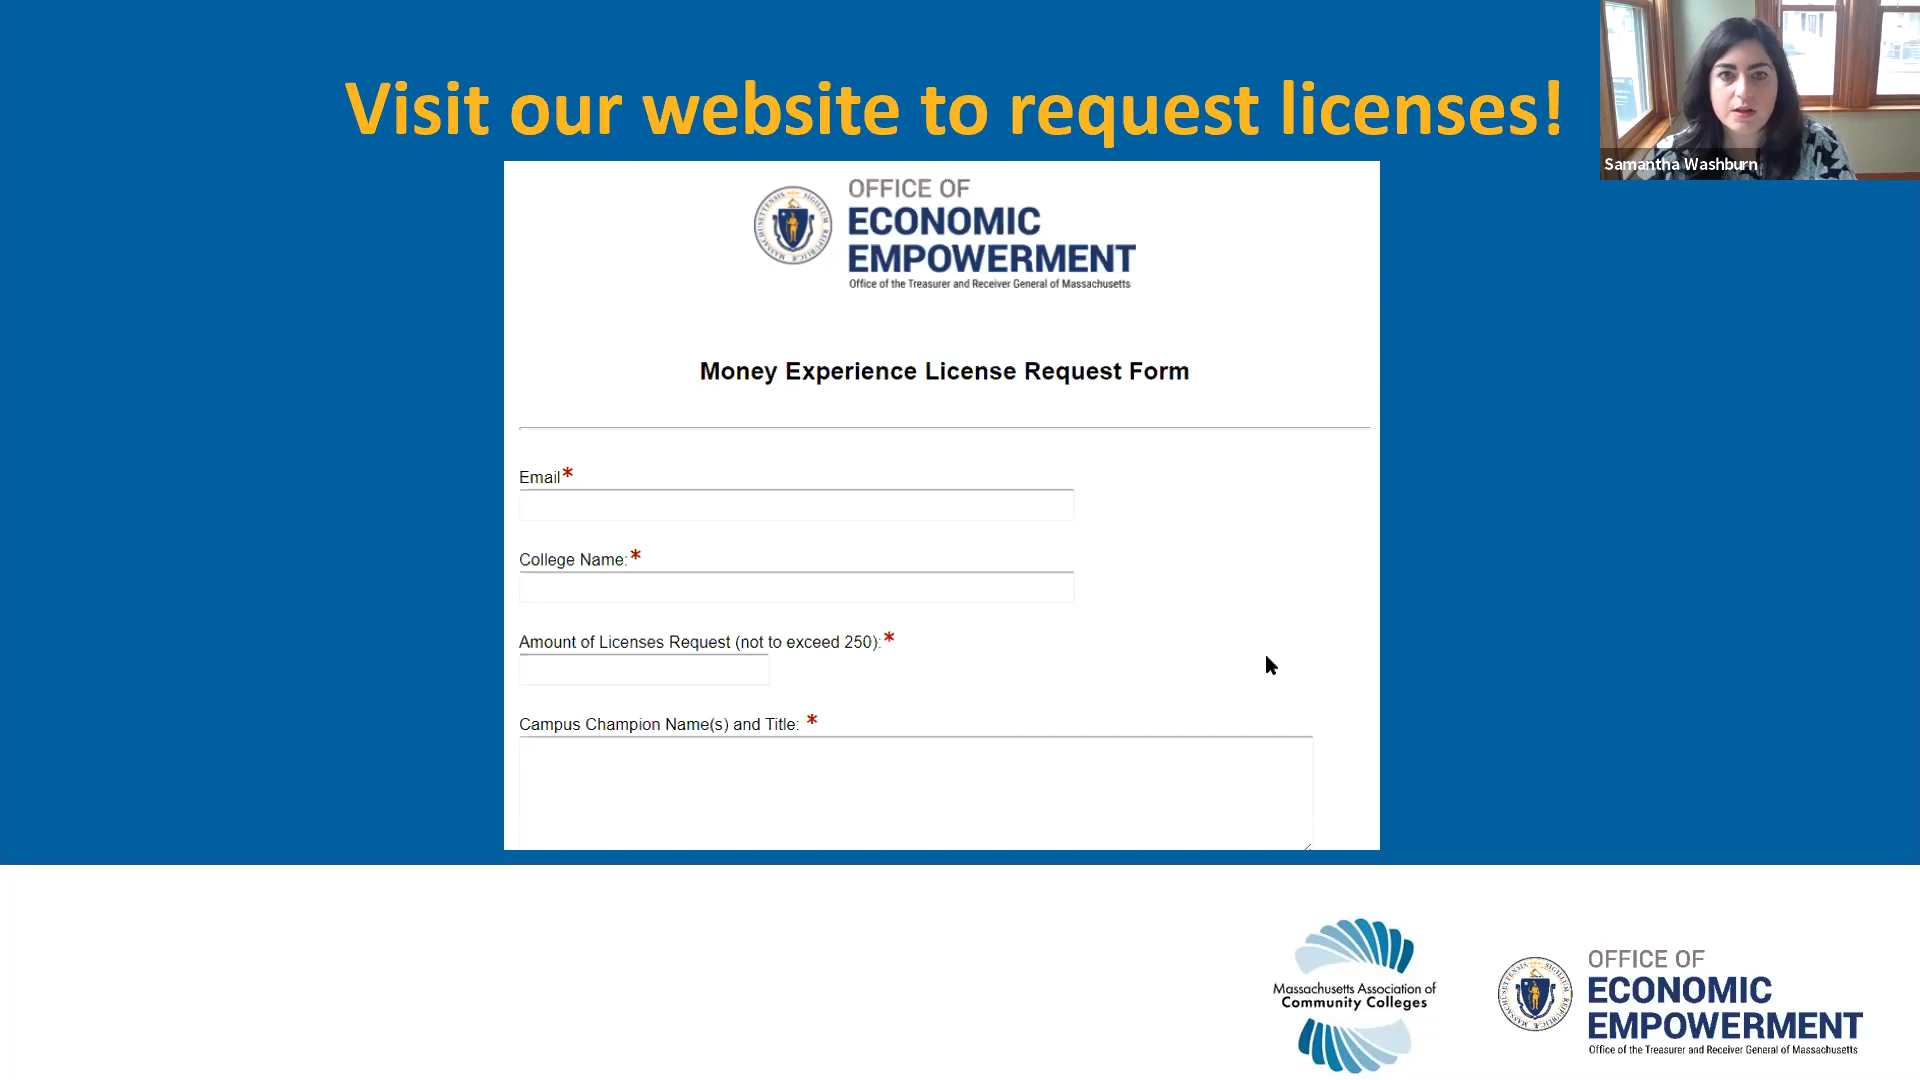 Visit our website to request licenses!
Samantha Washburn
OFFICE OF
ECONOMIC
EMPOWERMENT
Office of the Treasurer and Receiver General of Massachusetts
Money Experience License Request Form
Email*
College Name:*
Amount of Licenses Request (not to exceed 250):*
Campus Champion Name(s) and Title: *
Massachusetts Association of
Community Colleges
OFFICE OF
ECONOMIC
EMPOWERMENT
Office of the Treasurer and Receiver General of Massachusetts